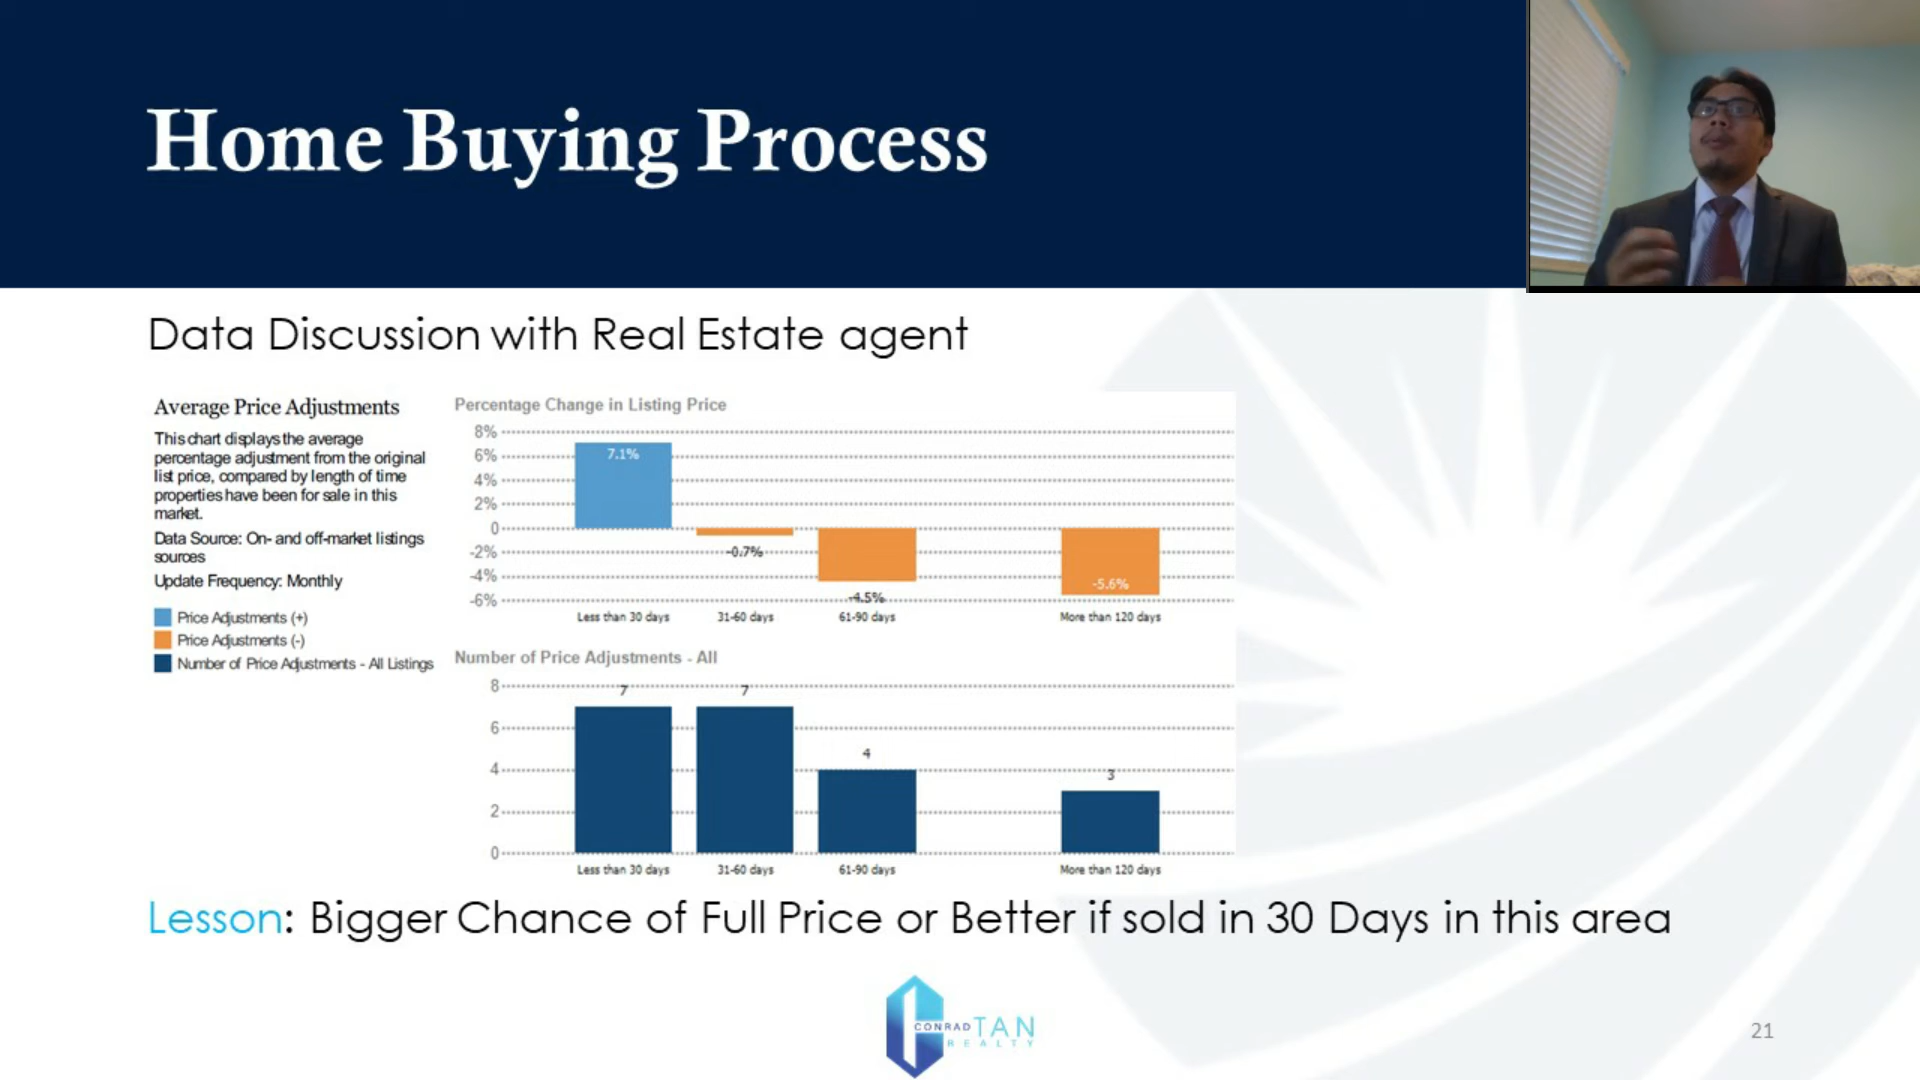 Home Buying Process
Data Discussion with Real Estate agent
Average Price Adjustments
This chart displays the average
percentage adjustment from the original
list price, compared by length of time
properties have been for sale in this
market.
Data Source: On- and off-market listings
sources
Update Frequency: Monthly
Price Adjustments (+)
Price Adjustments (-)
Number of Price Adjustments - All Listings
Percentage Change in Listing Price
8%
6%
4%
2%
0
-2%
-4%
-6%
7.1%
-0.7%
-4.5%
-5.6%
Less than 30 days
31-60 days
61-90 days
More than 120 days
Number of Price Adjustments - All
8
6
4
2
0
7
7
4
3
Less than 30 days
31-60 days
61-90 days
More than 120 days
Lesson: Bigger Chance of Full Price or Better if sold in 30 Days in this area
CONRAD TAN
REALTY
21